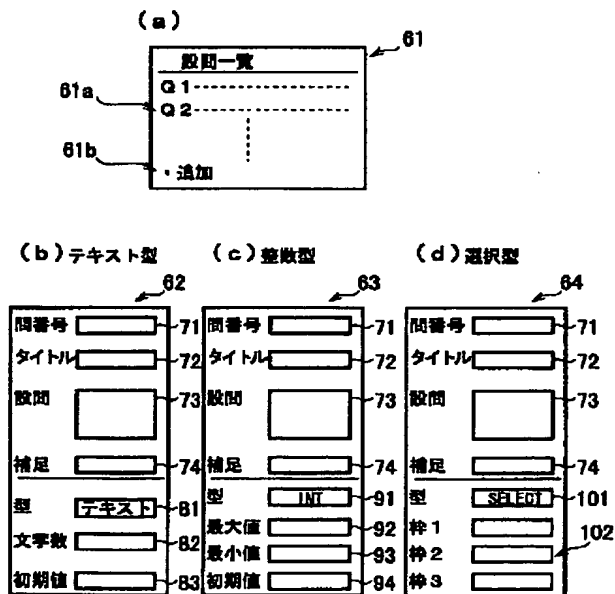 (a)
61
設問一覧
61a
Q1
Q2
61b
・追加
(b)テキスト型
62
問番号 71
タイトル 72
設問 73
補足 74
型 テキスト 81
文字数 82
初期値 83
(c)整数型
63
問番号 71
タイトル 72
設問 73
補足 74
型 INT 91
最大値 92
最小値 93
初期値 94
(d)選択型
64
問番号 71
タイトル 72
設問 73
補足 74
型 SELECT 101
枠1
枠2 102
枠3